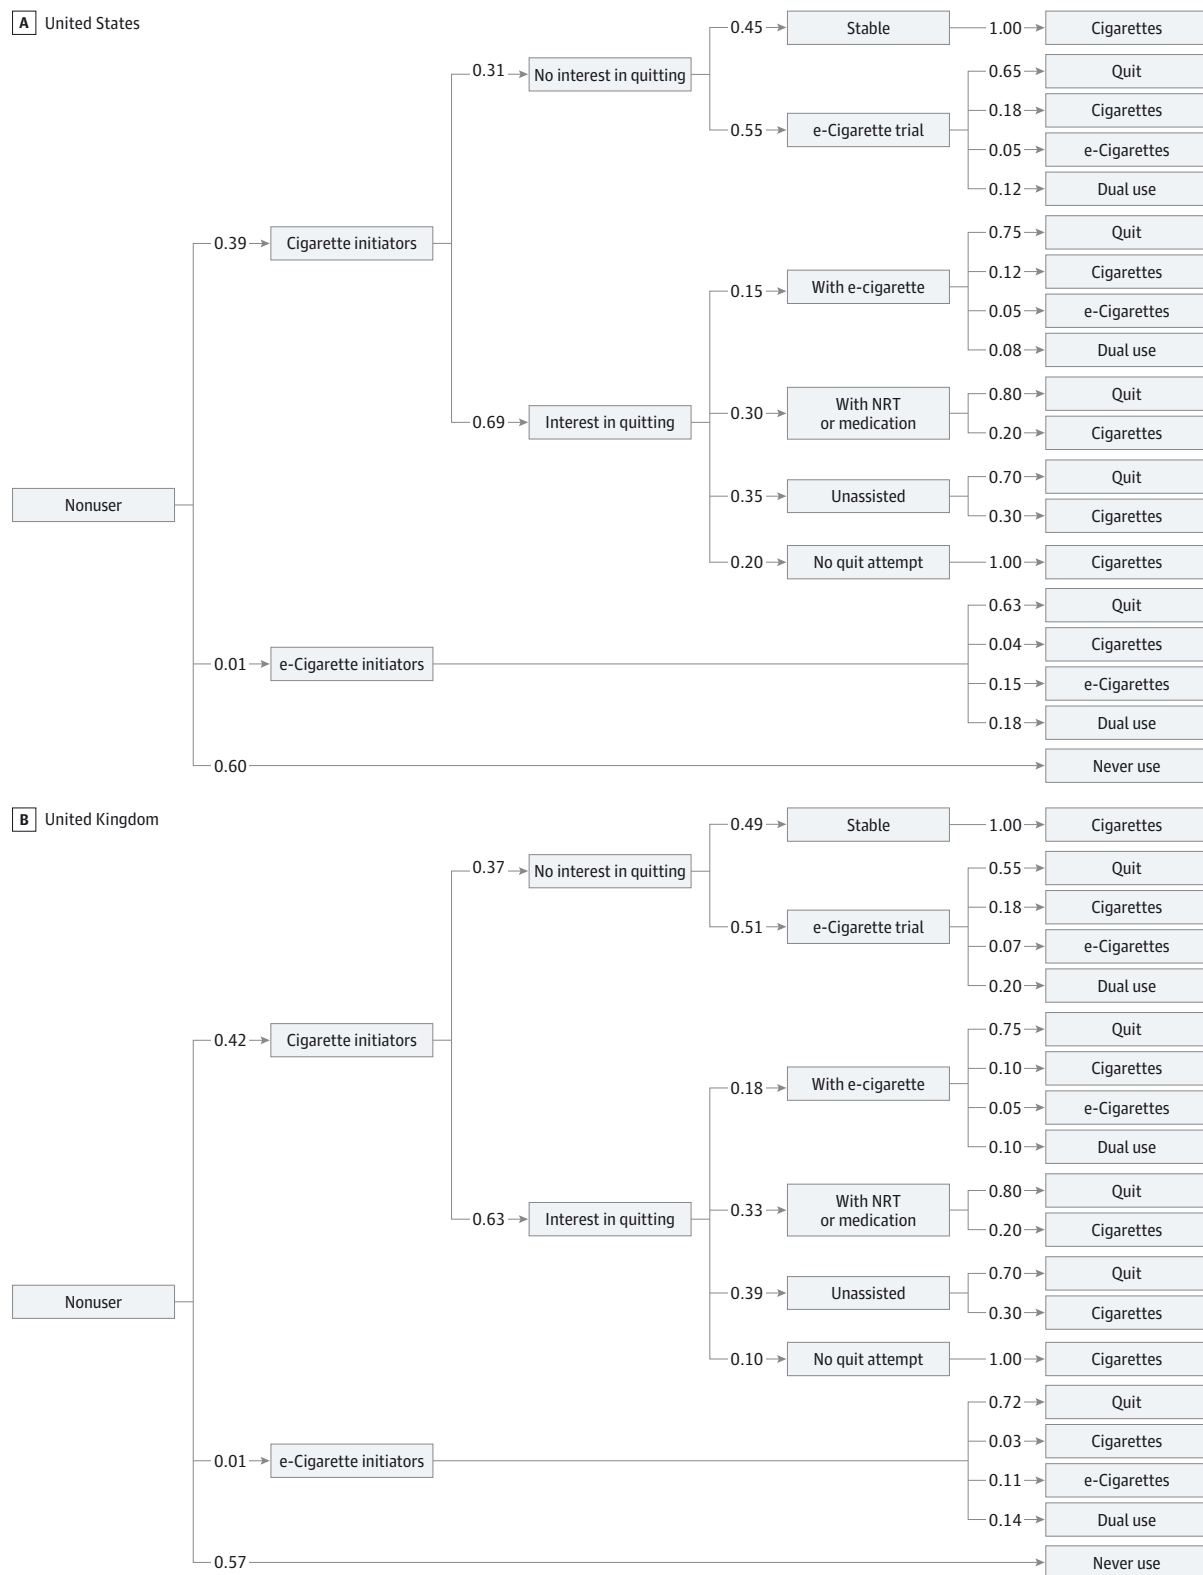 A United States
0.45 Stable 1.00 Cigarettes
0.31 No interest in quitting
0.65 Quit
0.18 Cigarettes
0.55 e-Cigarette trial
0.05 e-Cigarettes
0.12 Dual use
0.39 Cigarette initiators
0.75 Quit
0.12 Cigarettes
0.15 With e-cigarette
0.05 e-Cigarettes
0.08 Dual use
0.80 Quit
0.30 With NRT
or medication
0.69 Interest in quitting
0.20 Cigarettes
0.70 Quit
0.35 Unassisted
Nonuser
0.30 Cigarettes
0.20 No quit attempt 1.00 Cigarettes
0.63 Quit
0.04 Cigarettes
0.01 e-Cigarette initiators
0.15 e-Cigarettes
0.18 Dual use
0.60 Never use
B United Kingdom
0.49 Stable 1.00 Cigarettes
0.37 No interest in quitting
0.55 Quit
0.18 Cigarettes
0.51 e-Cigarette trial
0.07 e-Cigarettes
0.20 Dual use
0.42 Cigarette initiators
0.75 Quit
0.10 Cigarettes
0.18 With e-cigarette
0.05 e-Cigarettes
0.10 Dual use
0.80 Quit
0.33 With NRT
or medication
0.63 Interest in quitting
0.20 Cigarettes
0.70 Quit
0.39 Unassisted
Nonuser
0.30 Cigarettes
0.10 No quit attempt 1.00 Cigarettes
0.72 Quit
0.03 Cigarettes
0.01 e-Cigarette initiators
0.11 e-Cigarettes
0.14 Dual use
0.57 Never use